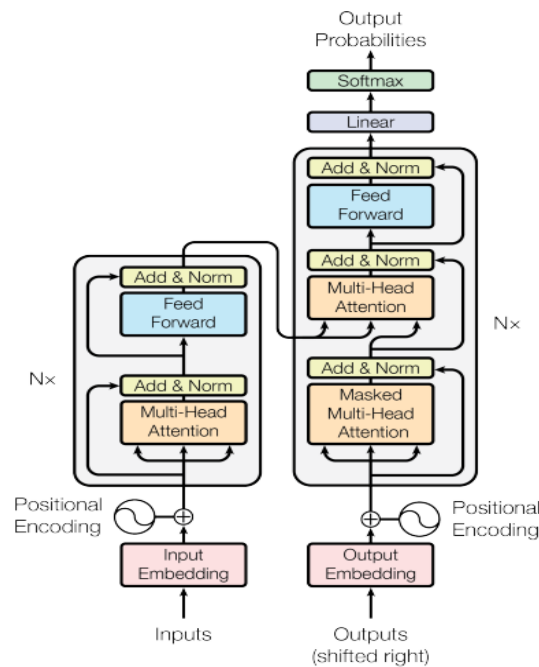 Output
Probabilities
Softmax
Linear
Add & Norm
Feed
Forward
Add & Norm
Multi-Head
Attention
Add & Norm
Masked
Multi-Head
Attention
Nx
Add & Norm
Feed
Forward
Add & Norm
Multi-Head
Attention
Nx
Positional
Encoding
Positional
Encoding
Input
Embedding
Output
Embedding
Inputs
Outputs
(shifted right)